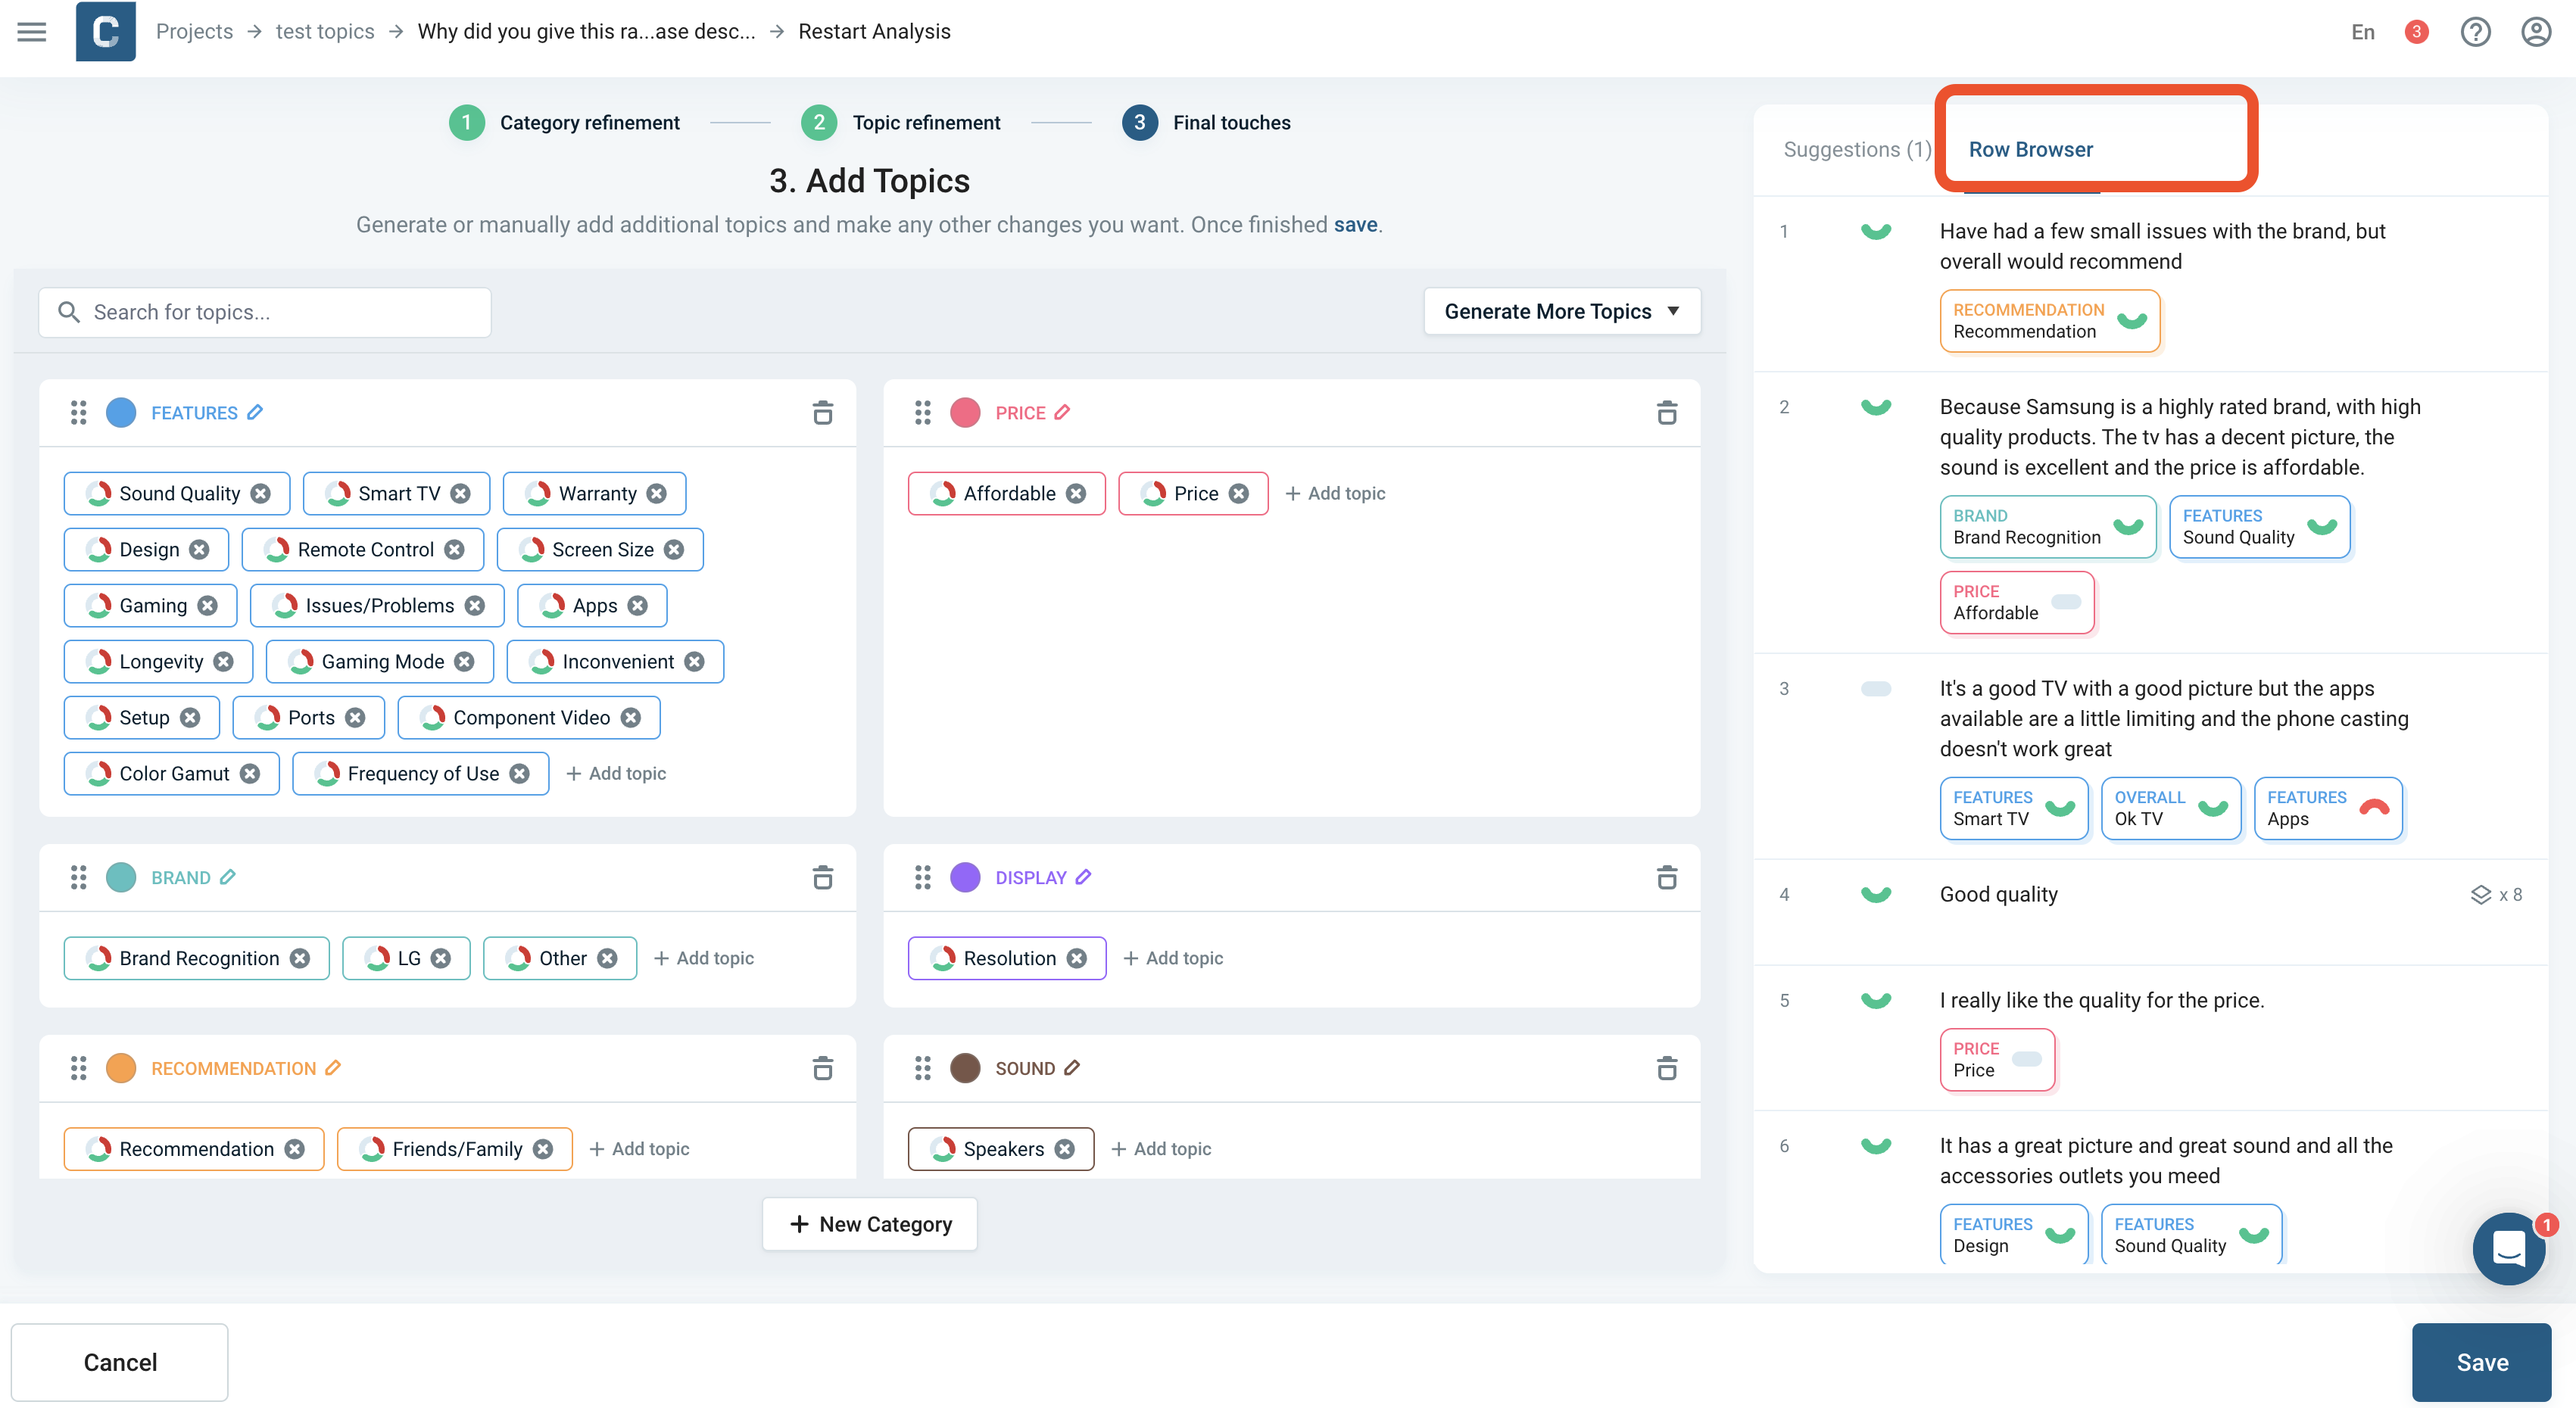 C
Projects → test topics → Why did you give this ra...ase desc... → Restart Analysis
En
3
1 Category refinement
2 Topic refinement
3 Final touches
3. Add Topics
Generate or manually add additional topics and make any other changes you want. Once finished save.
Search for topics...
Generate More Topics
FEATURES
Sound Quality
Smart TV
Warranty
Design
Remote Control
Screen Size
Gaming
Issues/Problems
Apps
Longevity
Gaming Mode
Inconvenient
Setup
Ports
Component Video
Color Gamut
Frequency of Use
+ Add topic
PRICE
Affordable
Price
+ Add topic
BRAND
Brand Recognition
LG
Other
+ Add topic
DISPLAY
Resolution
+ Add topic
RECOMMENDATION
Recommendation
Friends/Family
+ Add topic
SOUND
Speakers
+ Add topic
+ New Category
Suggestions (1)
Row Browser
1
Have had a few small issues with the brand, but
overall would recommend
RECOMMENDATION
Recommendation
2
Because Samsung is a highly rated brand, with high
quality products. The tv has a decent picture, the
sound is excellent and the price is affordable.
BRAND
Brand Recognition
FEATURES
Sound Quality
PRICE
Affordable
3
It's a good TV with a good picture but the apps
available are a little limiting and the phone casting
doesn't work great
FEATURES
Smart TV
OVERALL
Ok TV
FEATURES
Apps
4
Good quality
x 8
5
I really like the quality for the price.
PRICE
Price
6
It has a great picture and great sound and all the
accessories outlets you meed
FEATURES
Design
FEATURES
Sound Quality
1
Cancel
Save